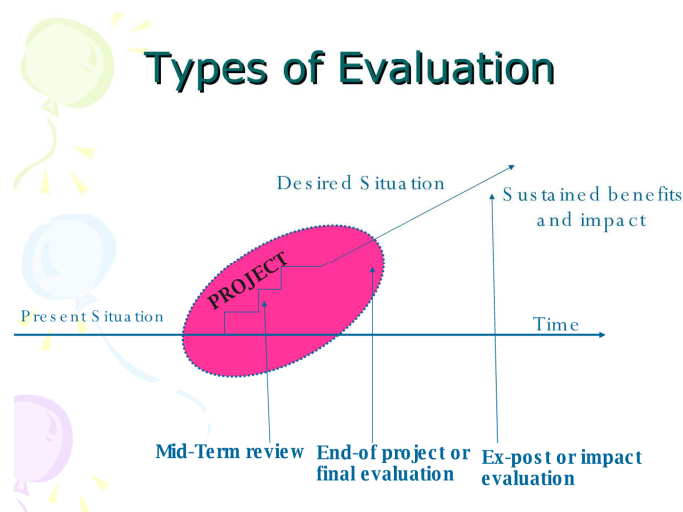 Types of Evaluation
Desired Situation
Sustained benefits
and impact
PROJECT
Present Situation
Time
Mid-Term review
End-of project or
final evaluation
Ex-post or impact
evaluation